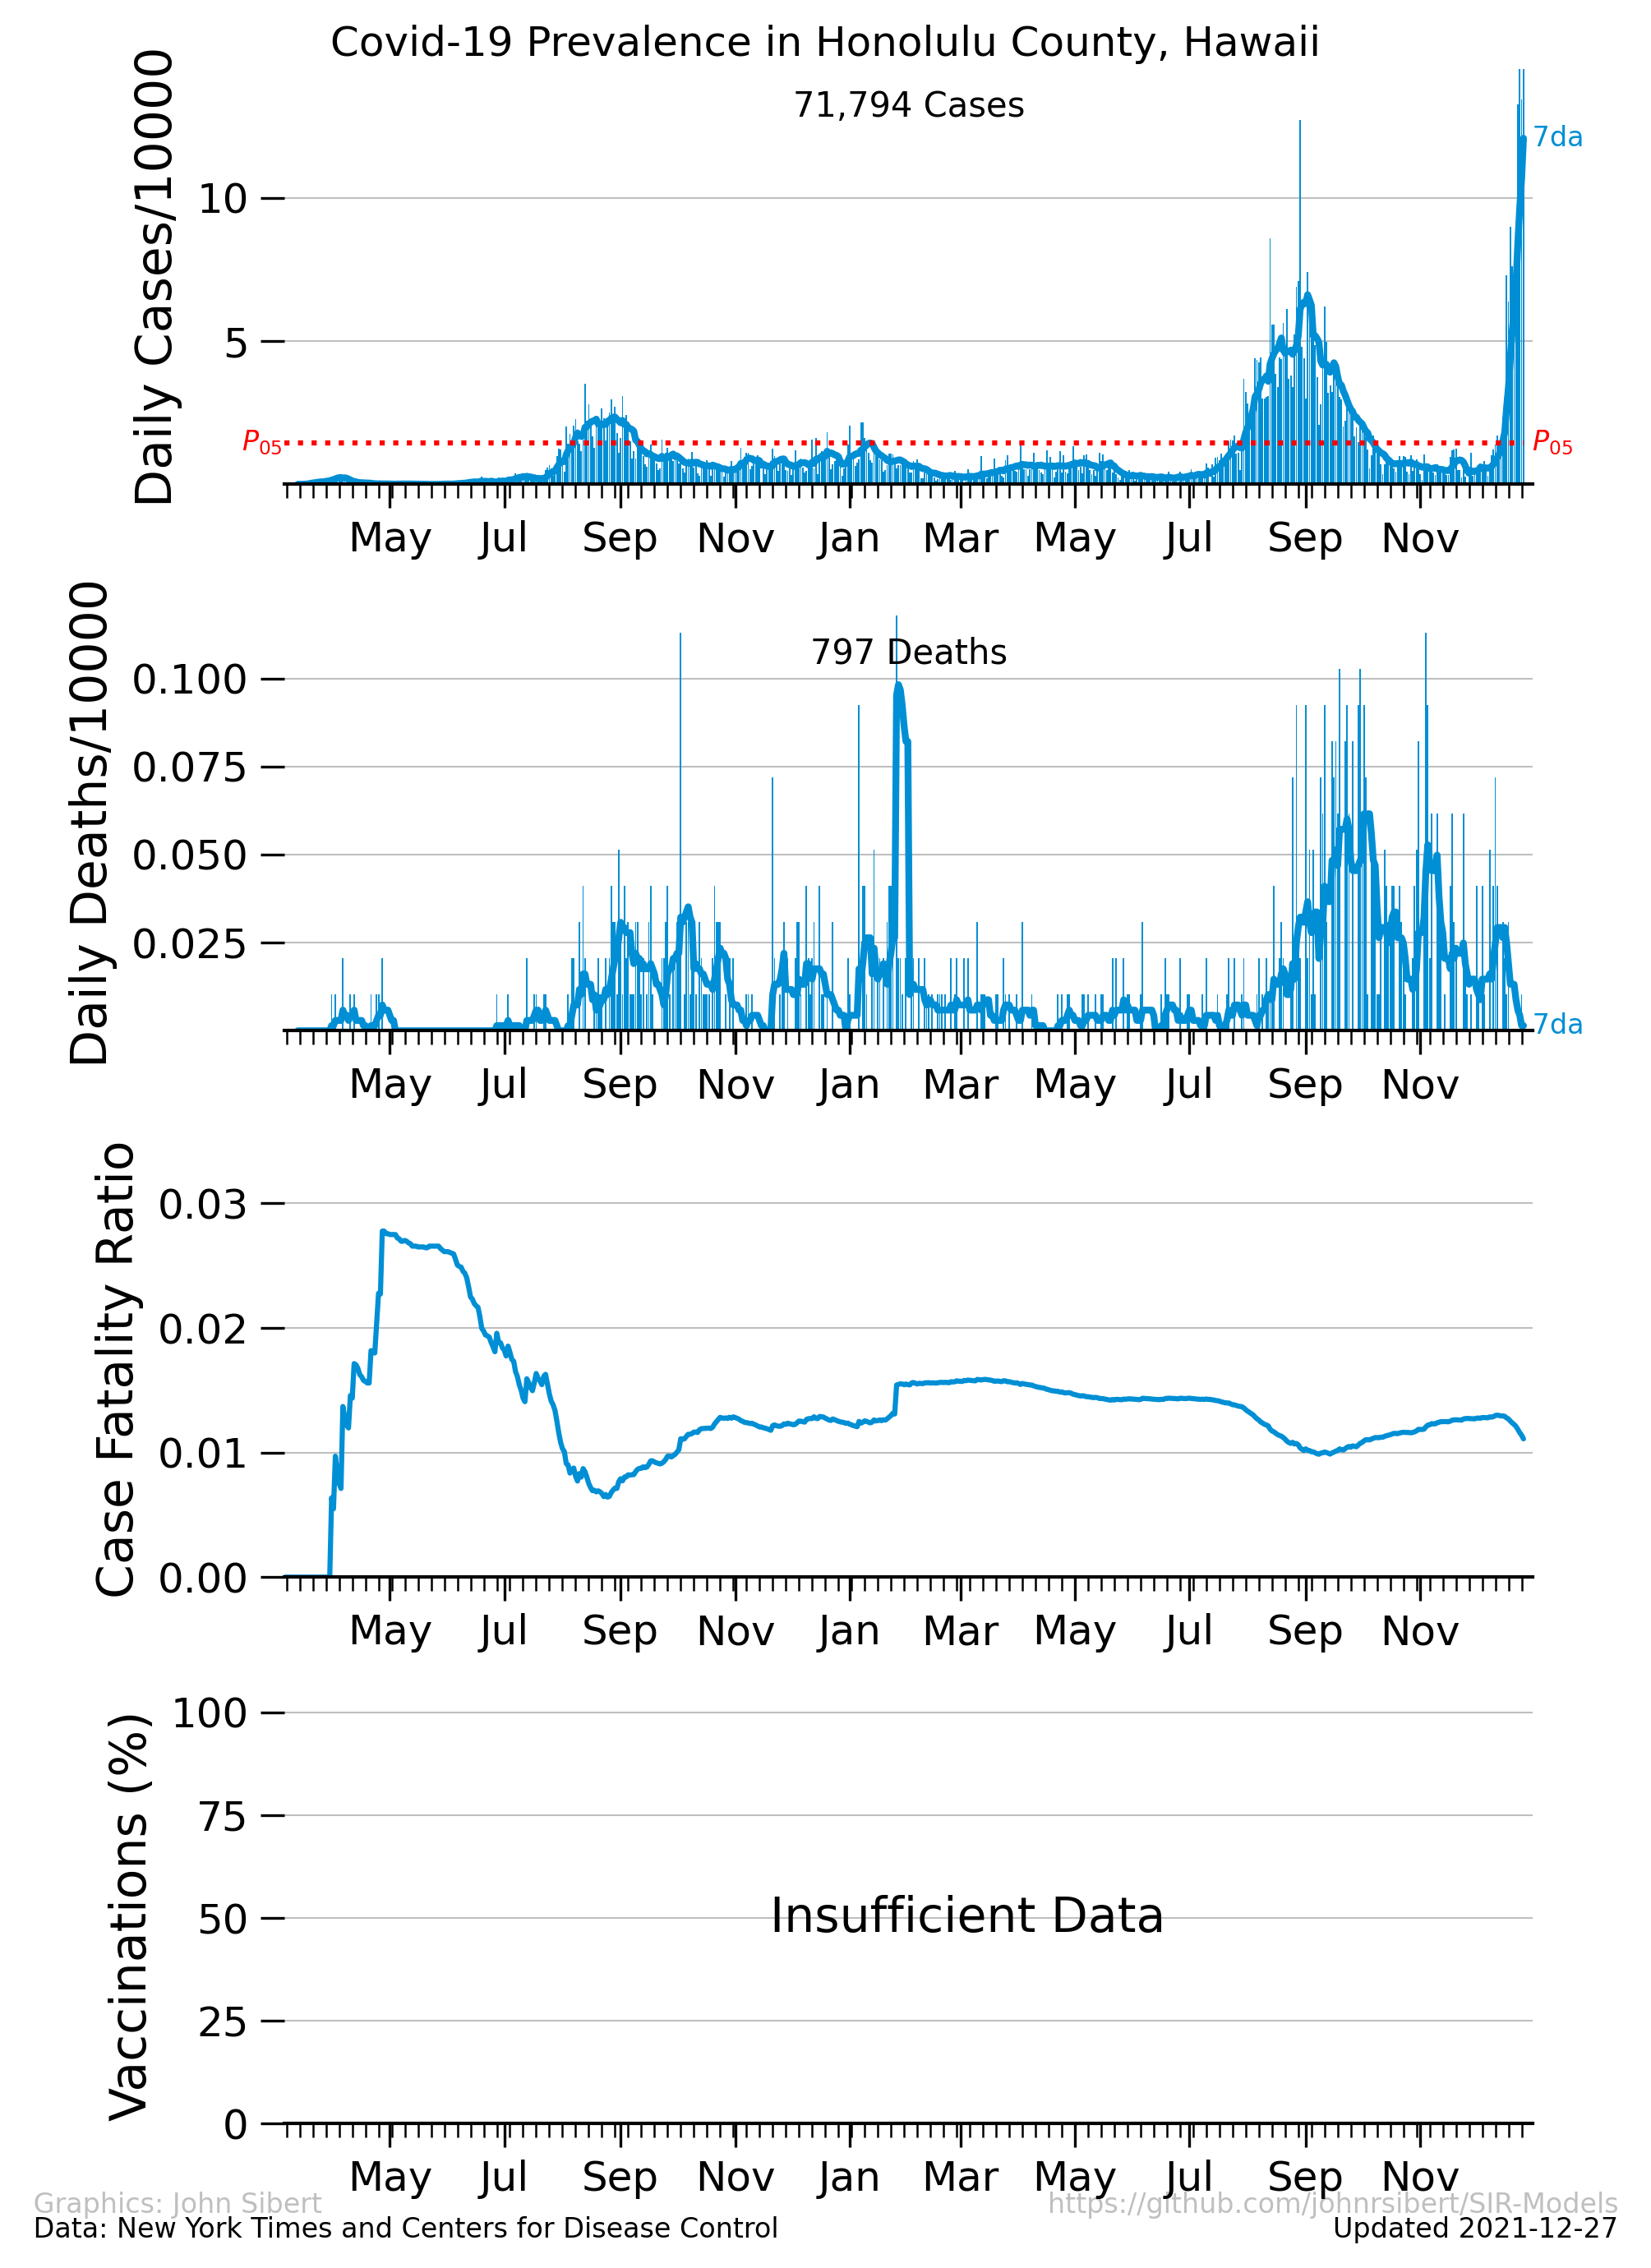 Covid-19 Prevalence in Honolulu County, Hawaii
71,794 Cases
7da
Daily Cases/10000
10
5
P05
P05
May Jul Sep Nov Jan Mar May Jul Sep Nov
797 Deaths
Daily Deaths/10000
0.100
0.075
0.050
0.025
7da
May Jul Sep Nov Jan Mar May Jul Sep Nov
Case Fatality Ratio
0.03
0.02
0.01
0.00
May Jul Sep Nov Jan Mar May Jul Sep Nov
Vaccinations (%)
100
75
50
25
0
Insufficient Data
May Jul Sep Nov Jan Mar May Jul Sep Nov
Graphics: John Sibert
https://github.com/johnrsibert/SIR-Models
Data: New York Times and Centers for Disease Control
Updated 2021-12-27